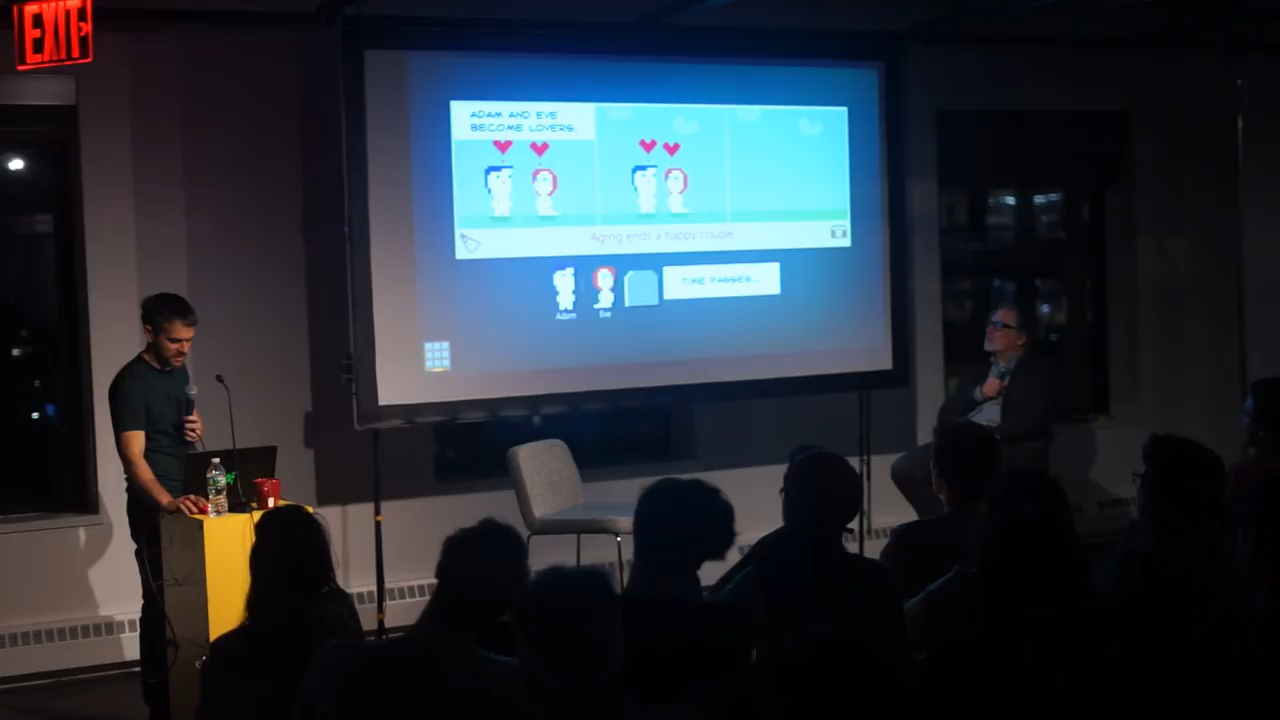 EXIT
ADAM AND EVE
BECOME LOVERS.
Aging ends a happy couple
Adam
Eve
TIME PASSES...